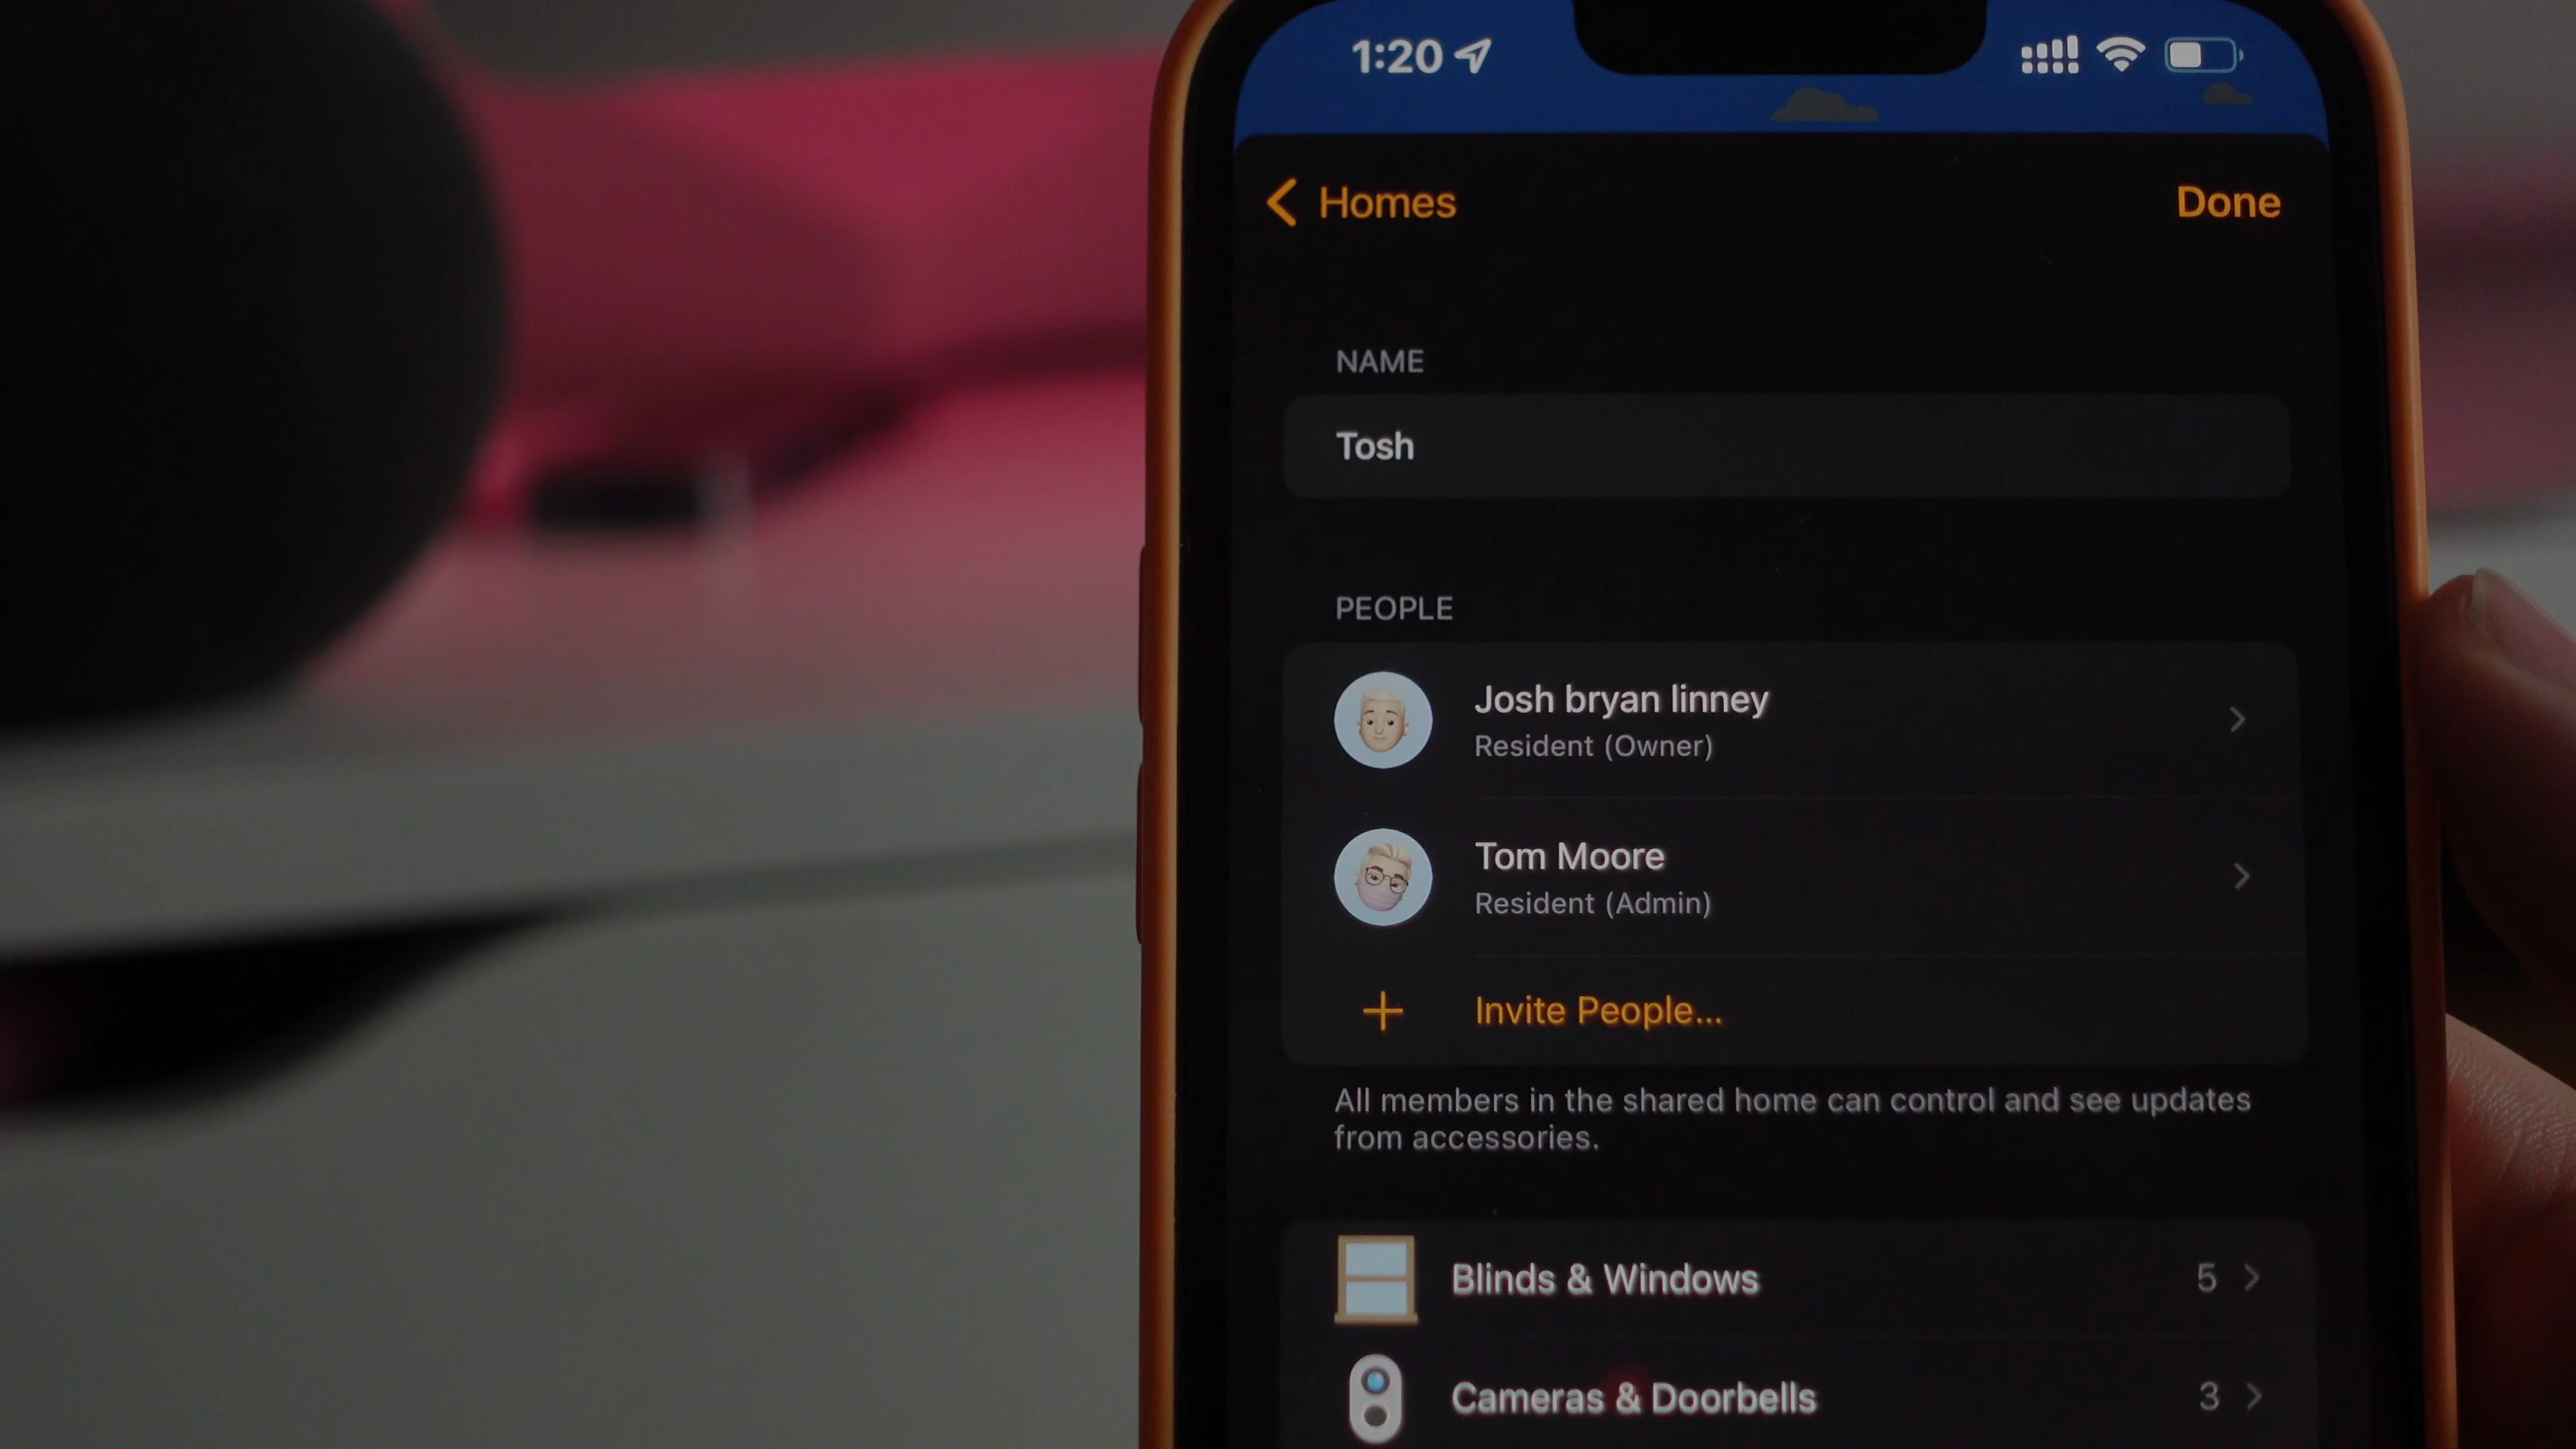 1:20
Homes
Done
NAME
Tosh
PEOPLE
Josh bryan linney
Resident (Owner)
Tom Moore
Resident (Admin)
Invite People...
All members in the shared home can control and see updates
from accessories.
Blinds & Windows 5
Cameras & Doorbells 3